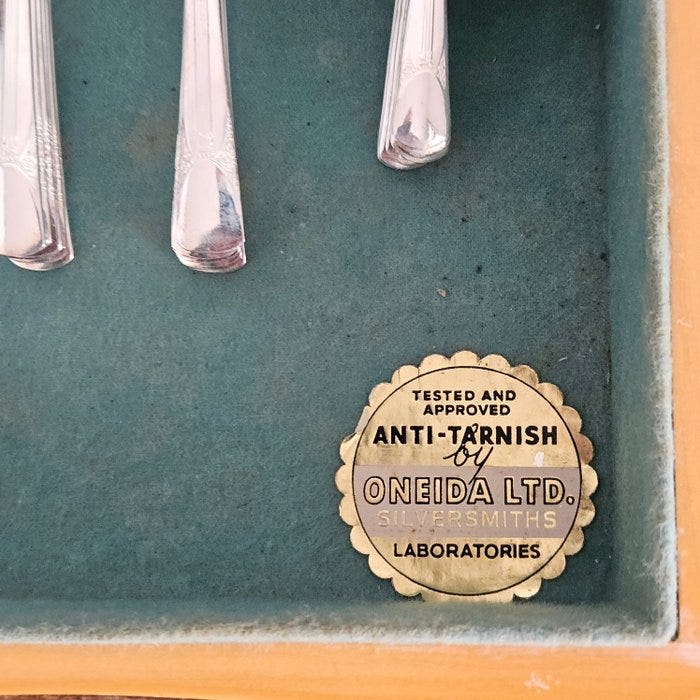 TESTED AND
APPROVED
ANTI-TARNISH
by
ONEIDA LTD.
SILVERSMITHS
LABORATORIES